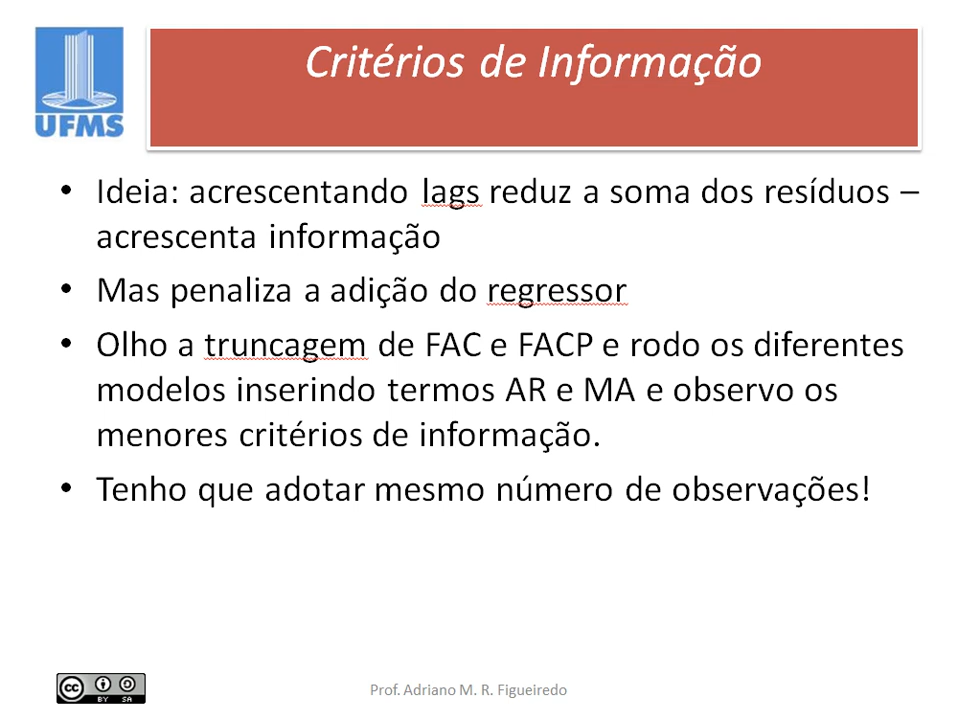 UFMS
Critérios de Informação
• Ideia: acrescentando lags reduz a soma dos resíduos –
acrescenta informação
• Mas penaliza a adição do regressor
• Olho a truncagem de FAC e FACP e rodo os diferentes
modelos inserindo termos AR e MA e observo os
menores critérios de informação.
• Tenho que adotar mesmo número de observações!
cc BY SA
Prof. Adriano M. R. Figueiredo